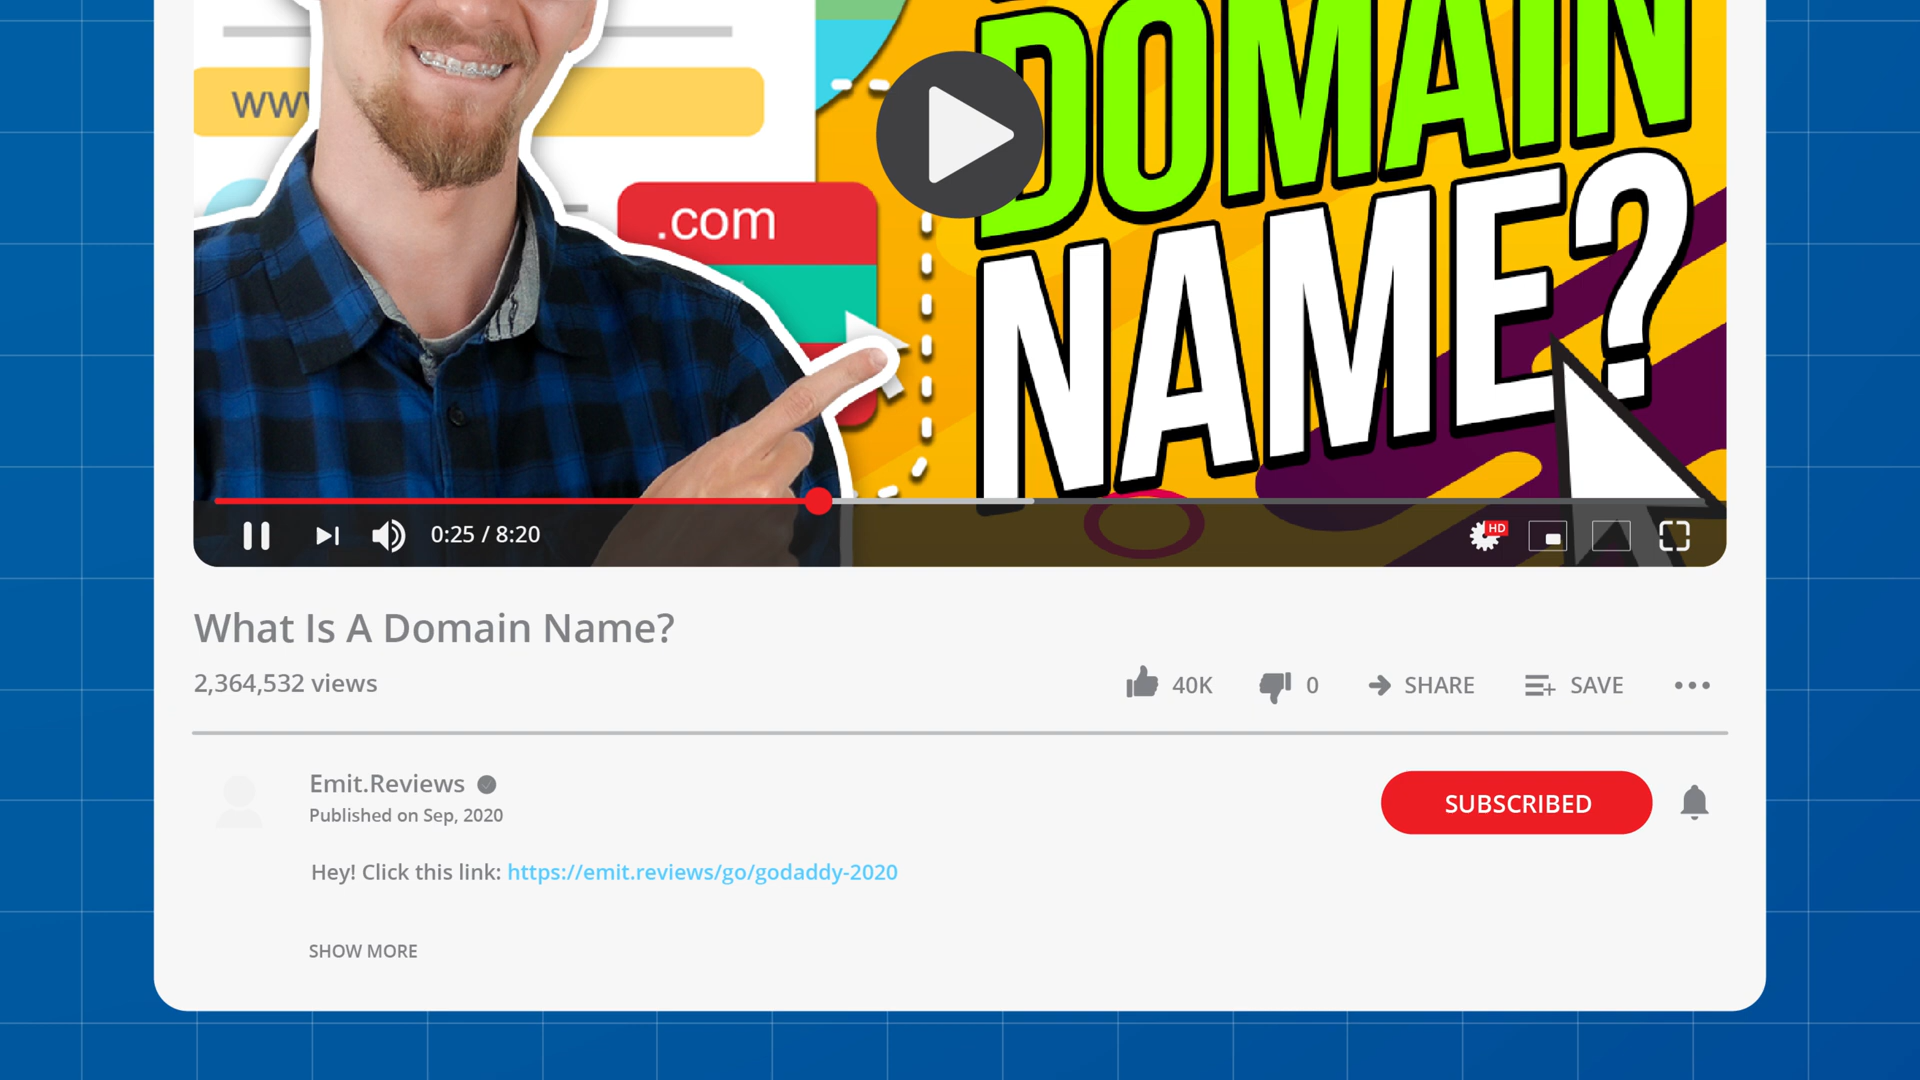 DOMAIN
NAME?
.com
0:25 / 8:20
HD
What Is A Domain Name?
2,364,532 views
40K
0
SHARE
SAVE
Emit.Reviews
Published on Sep, 2020
SUBSCRIBED
Hey! Click this link: https://emit.reviews/go/godaddy-2020
SHOW MORE